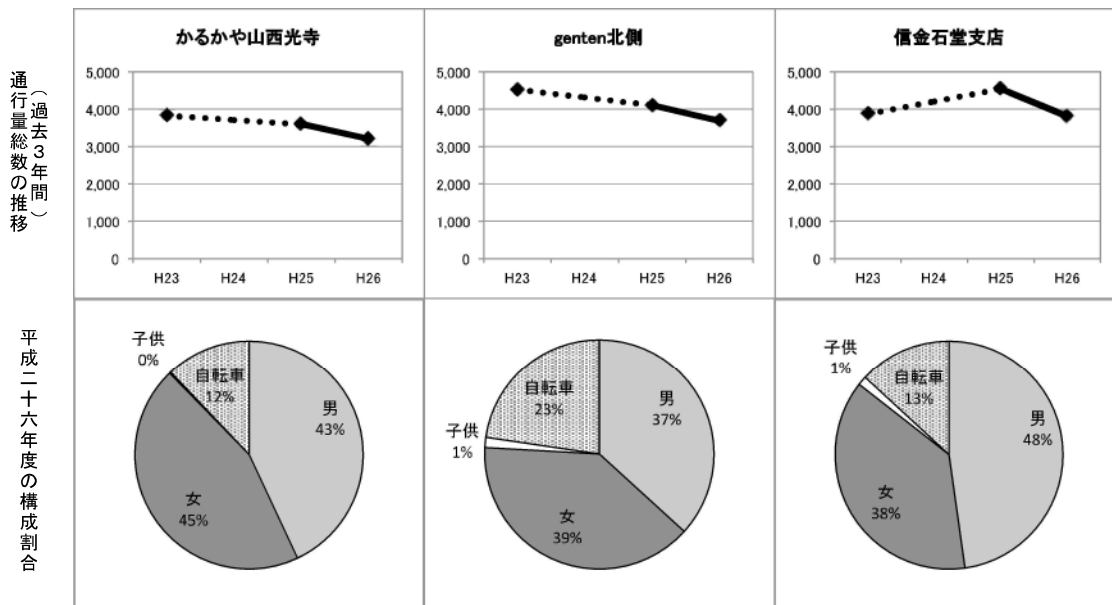 かるかや山西光寺
genten北側
信金石堂支店
通行量総数の推移
（過去３年間）
5,000
4,000
3,000
2,000
1,000
0
H23 H24 H25 H26
5,000
4,000
3,000
2,000
1,000
0
H23 H24 H25 H26
5,000
4,000
3,000
2,000
1,000
0
H23 H24 H25 H26
平成二十六年度の構成割合
子供
0%
自転車
12%
男
43%
女
45%
子供
1%
自転車
23%
男
37%
女
39%
子供
1%
自転車
13%
男
48%
女
38%